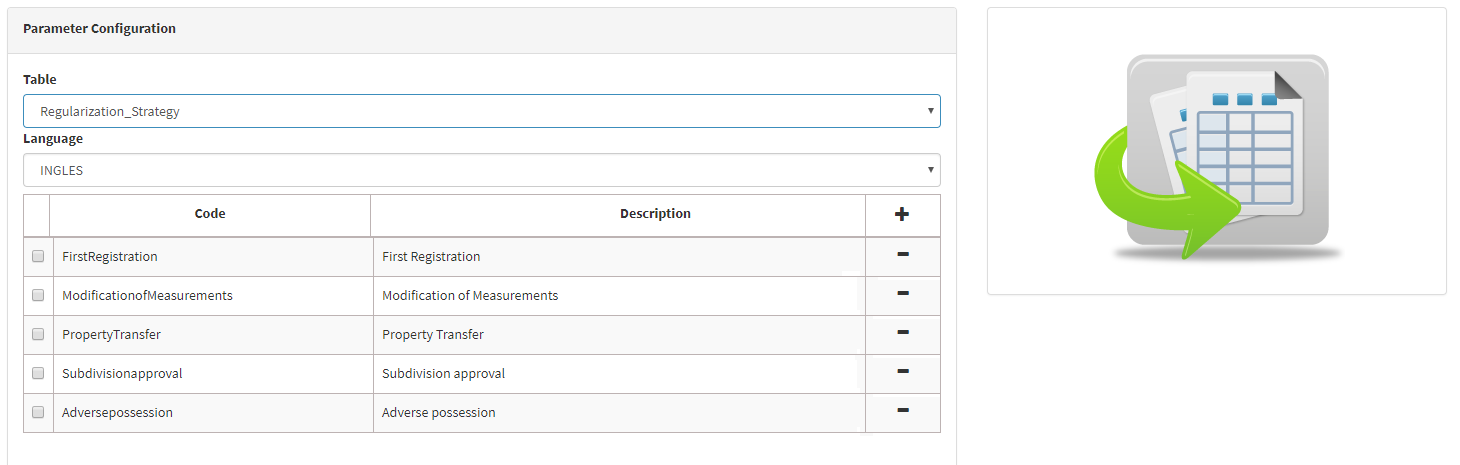 Parameter Configuration
Table
Regularization_Strategy
Language
INGLES
Code Description
FirstRegistration First Registration
ModificationofMeasurements Modification of Measurements
PropertyTransfer Property Transfer
Subdivisionapproval Subdivision approval
Adversepossession Adverse possession